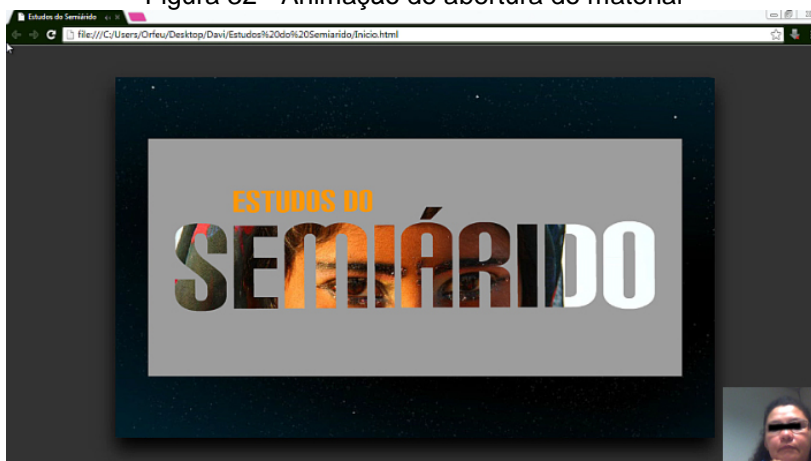 Figura 32 - Animação de abertura do material
Estudos do Semiárido
file:///C:/Users/Orfeu/Desktop/Davi/Estudos%20do%20Semiarido/Inicio.html
ESTUDOS DO
SEMIÁRIDO